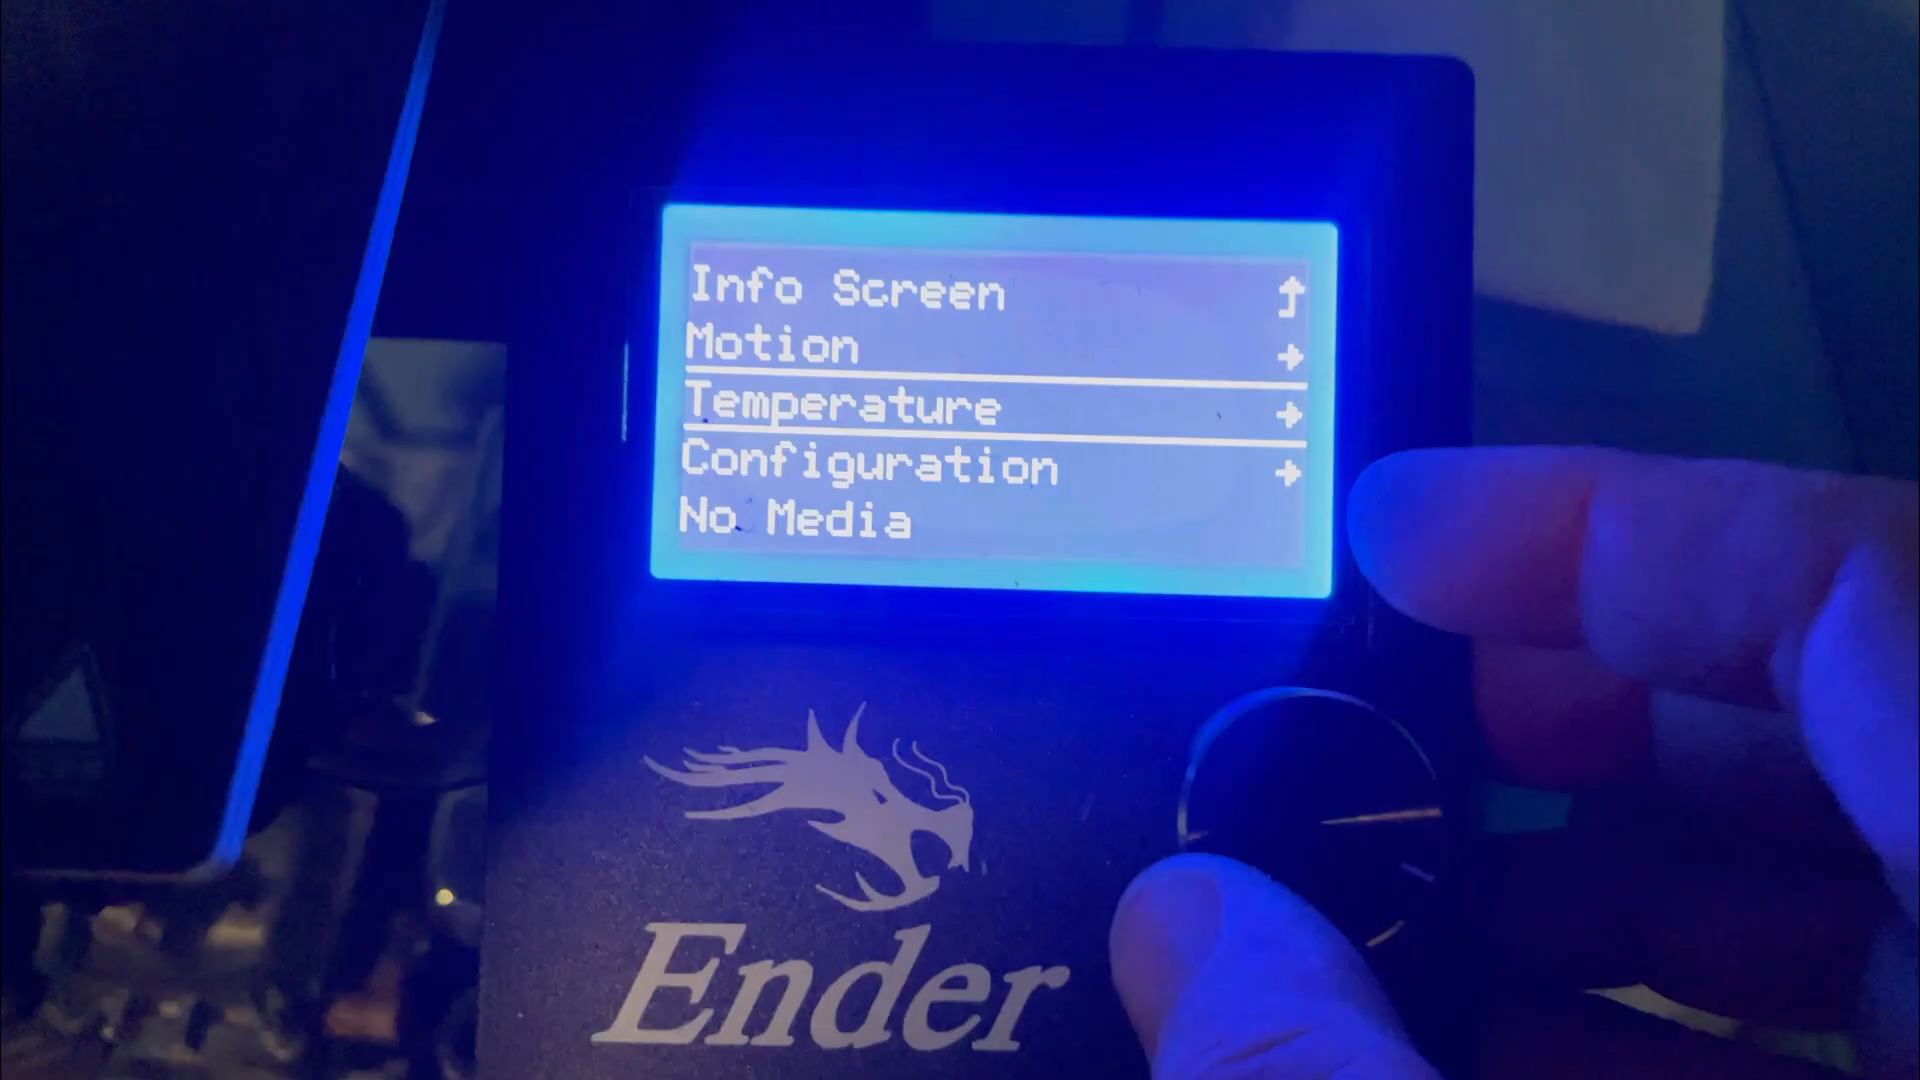 Info Screen
Motion
Temperature
Configuration
No Media
Ender